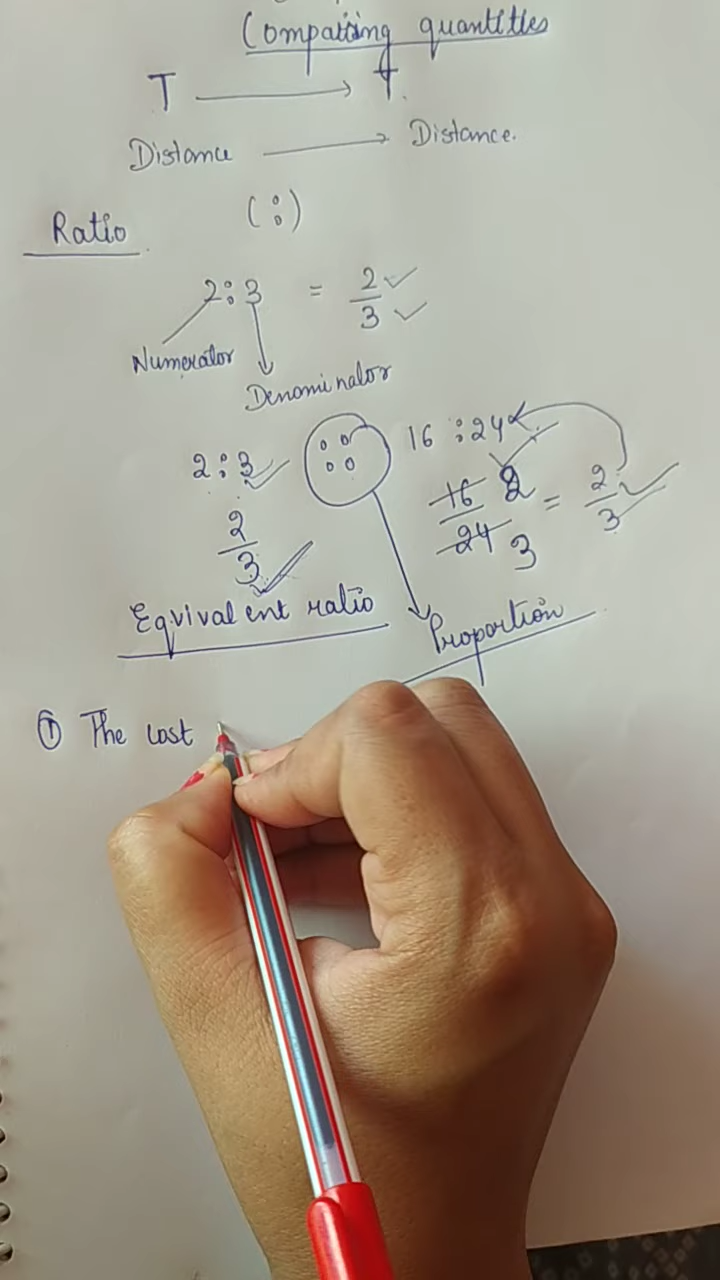 Comparing quantities
T → T.
Distance → Distance.
Ratio (:)
2:3 = 2/3
Numerator
Denominator
2:3 :: 16:24
2/3
16/24 2/3 = 2/3
Eqvivalent ratio
Proportion
① The cost